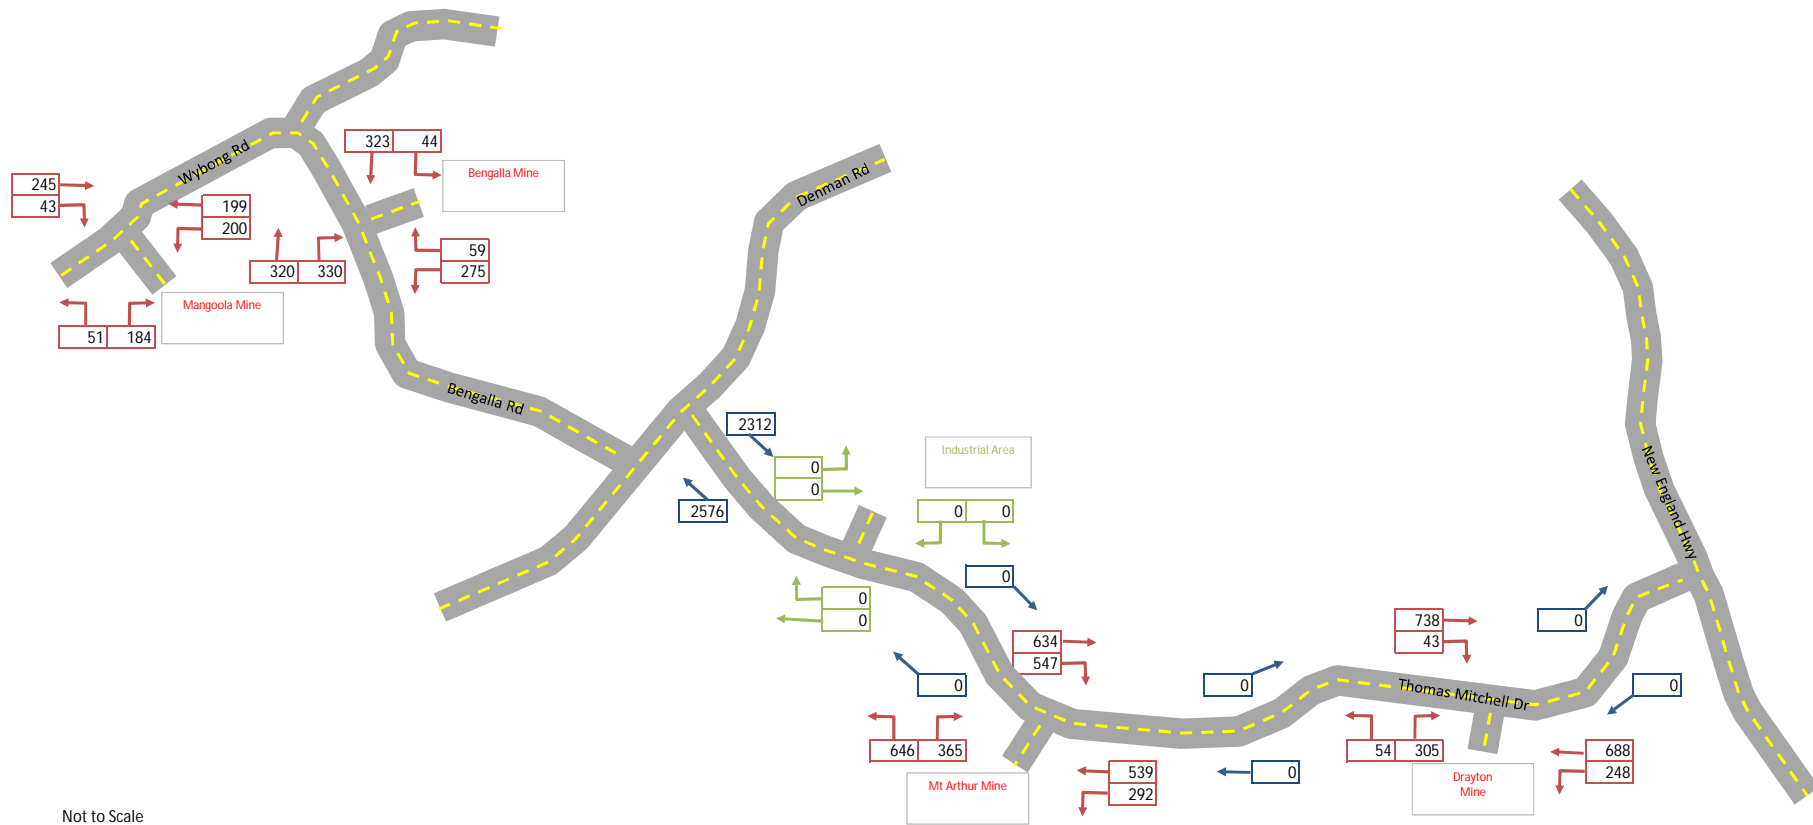 323 44
Wybong Rd
Bengalla Mine
Denman Rd
245
43
199
200
320 330
59
275
Mangoola Mine
51 184
Bengalla Rd
2312
0
0
2576
Industrial Area
0 0
New England Hwy
0
0
0
634
547
0
646 365
Mt Arthur Mine
539
292
0
0
738
43
Thomas Mitchell Dr
0
0
54 305
Drayton
Mine
688
248
Not to Scale